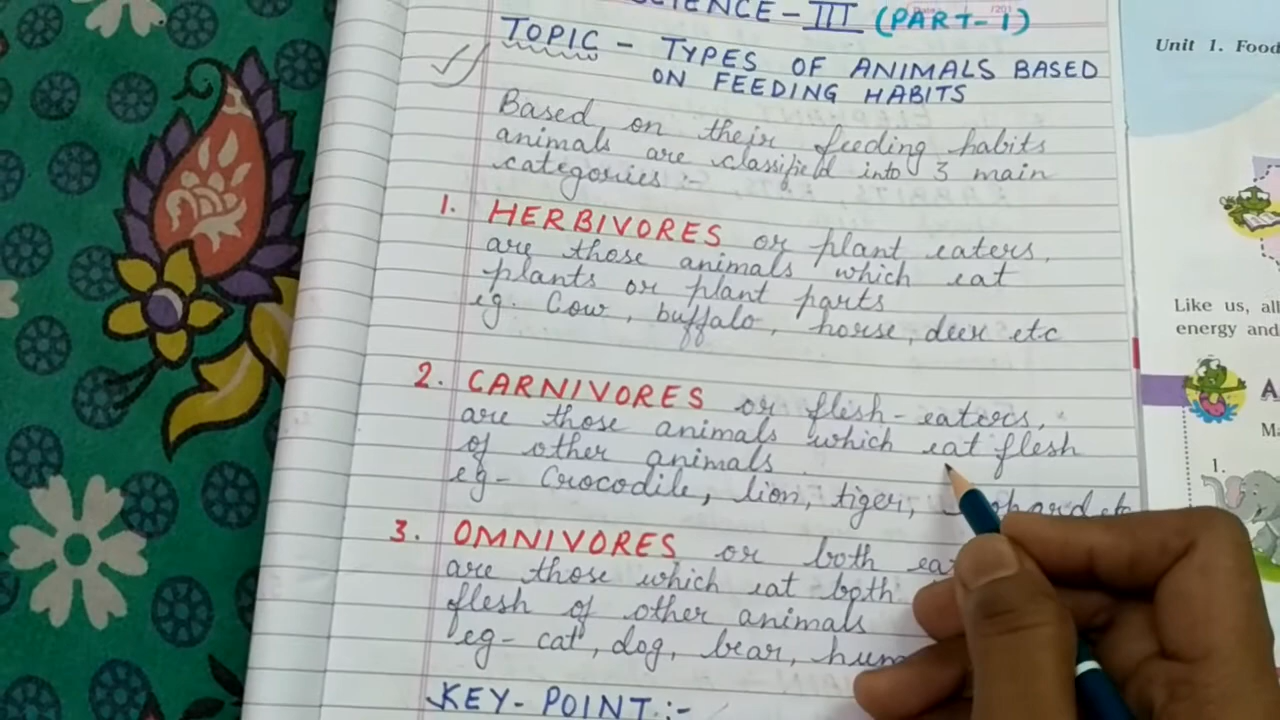 SCIENCE - III (PART-1)
TOPIC - TYPES OF ANIMALS BASED
ON FEEDING HABITS
Based on their feeding habits
animals are classified into 3 main
categories :-
1. HERBIVORES or plant eaters,
are those animals which eat
plants or plant parts
eg. Cow, buffalo, horse, deer etc
2. CARNIVORES or flesh-eaters,
are those animals which eat flesh
of other animals.
eg- Crocodile, lion, tiger,
3. OMNIVORES or both
are those which eat both
flesh of other animals
eg- cat, dog, bear,
KEY-POINT :-
Unit 1. Food
Like us, all
energy and
1.